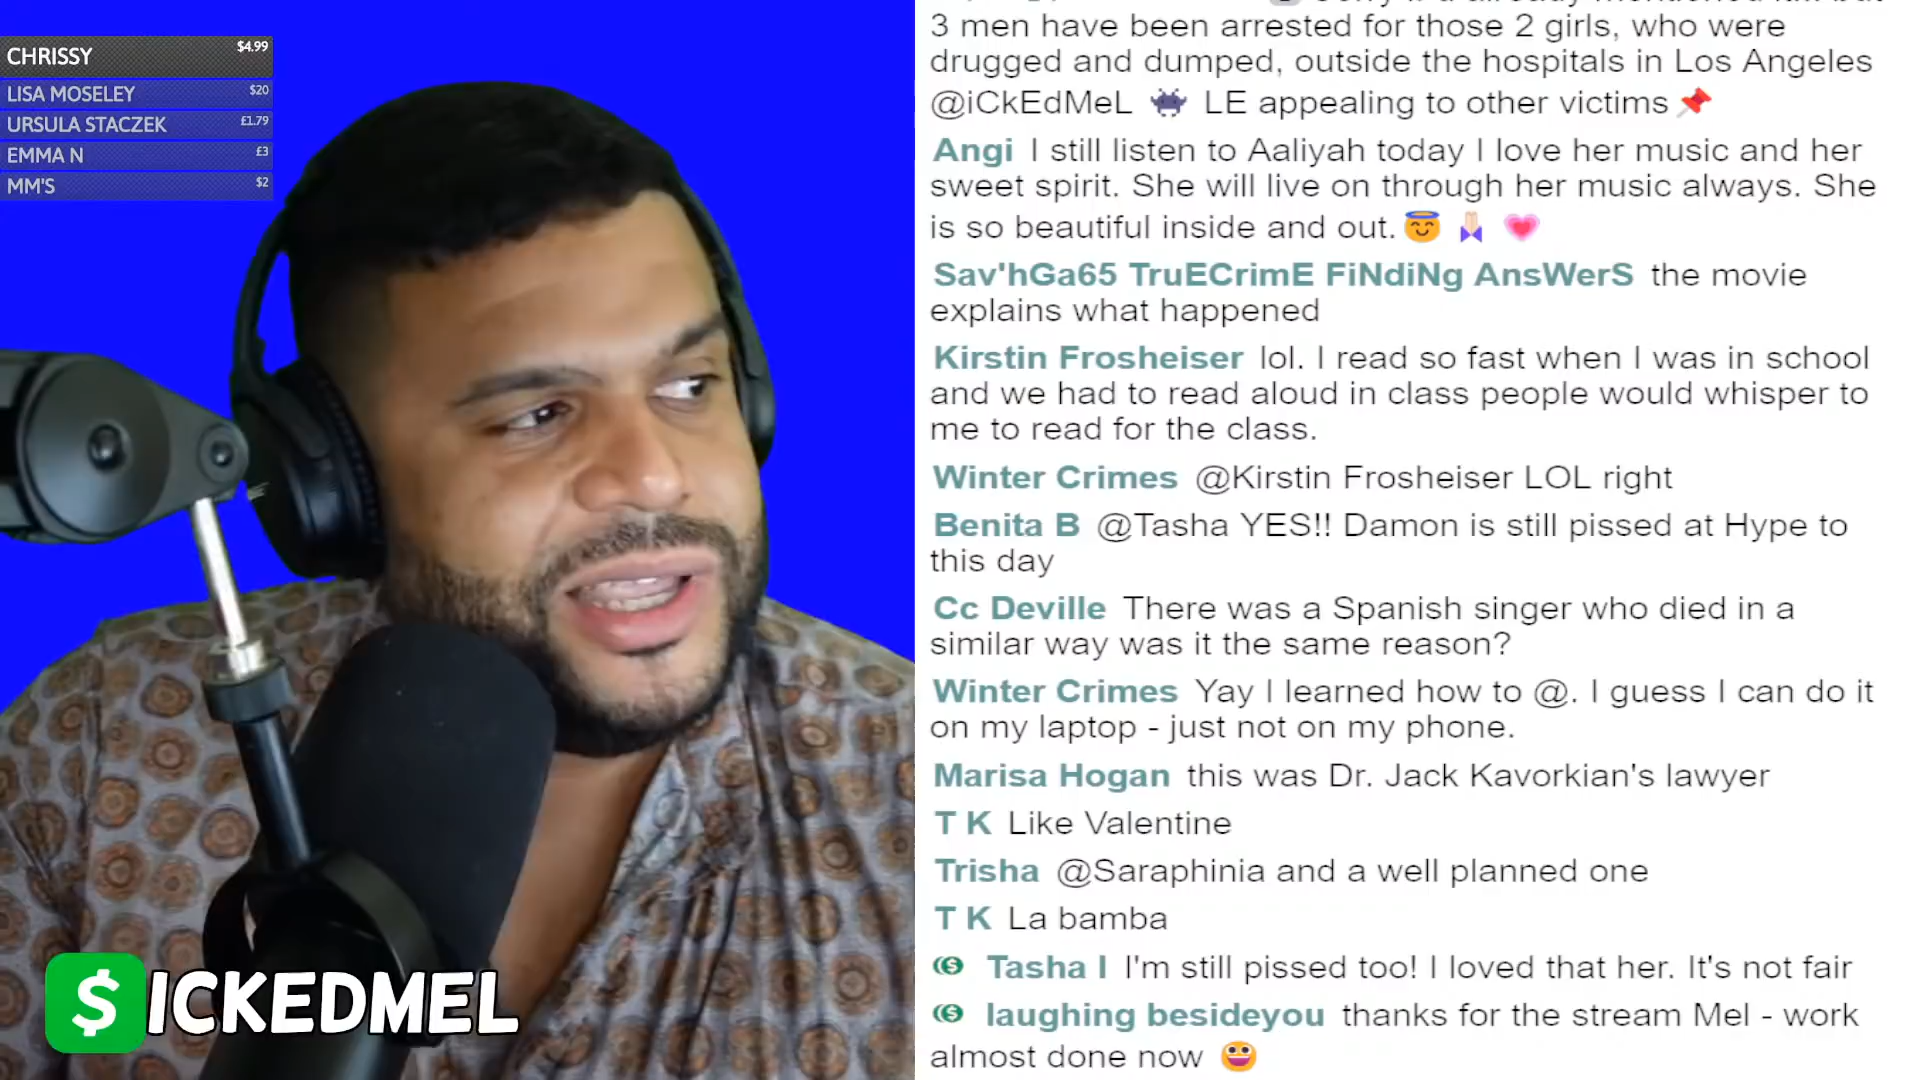 CHRISSY $4.99
LISA MOSELEY $20
URSULA STACZEK £1.79
EMMA N £3
MM'S $2
$ICKEDMEL
3 men have been arrested for those 2 girls, who were
drugged and dumped, outside the hospitals in Los Angeles
@iCkEdMeL 👾 LE appealing to other victims 📌
Angi I still listen to Aaliyah today I love her music and her
sweet spirit. She will live on through her music always. She
is so beautiful inside and out. 😇 🙏🏻 💗
Sav'hGa65 TruECrimE FiNdiNg AnsWerS the movie
explains what happened
Kirstin Frosheiser lol. I read so fast when I was in school
and we had to read aloud in class people would whisper to
me to read for the class.
Winter Crimes @Kirstin Frosheiser LOL right
Benita B @Tasha YES!! Damon is still pissed at Hype to
this day
Cc Deville There was a Spanish singer who died in a
similar way was it the same reason?
Winter Crimes Yay I learned how to @. I guess I can do it
on my laptop - just not on my phone.
Marisa Hogan this was Dr. Jack Kavorkian's lawyer
T K Like Valentine
Trisha @Saraphinia and a well planned one
T K La bamba
Tasha I I'm still pissed too! I loved that her. It's not fair
laughing besideyou thanks for the stream Mel - work
almost done now 😀